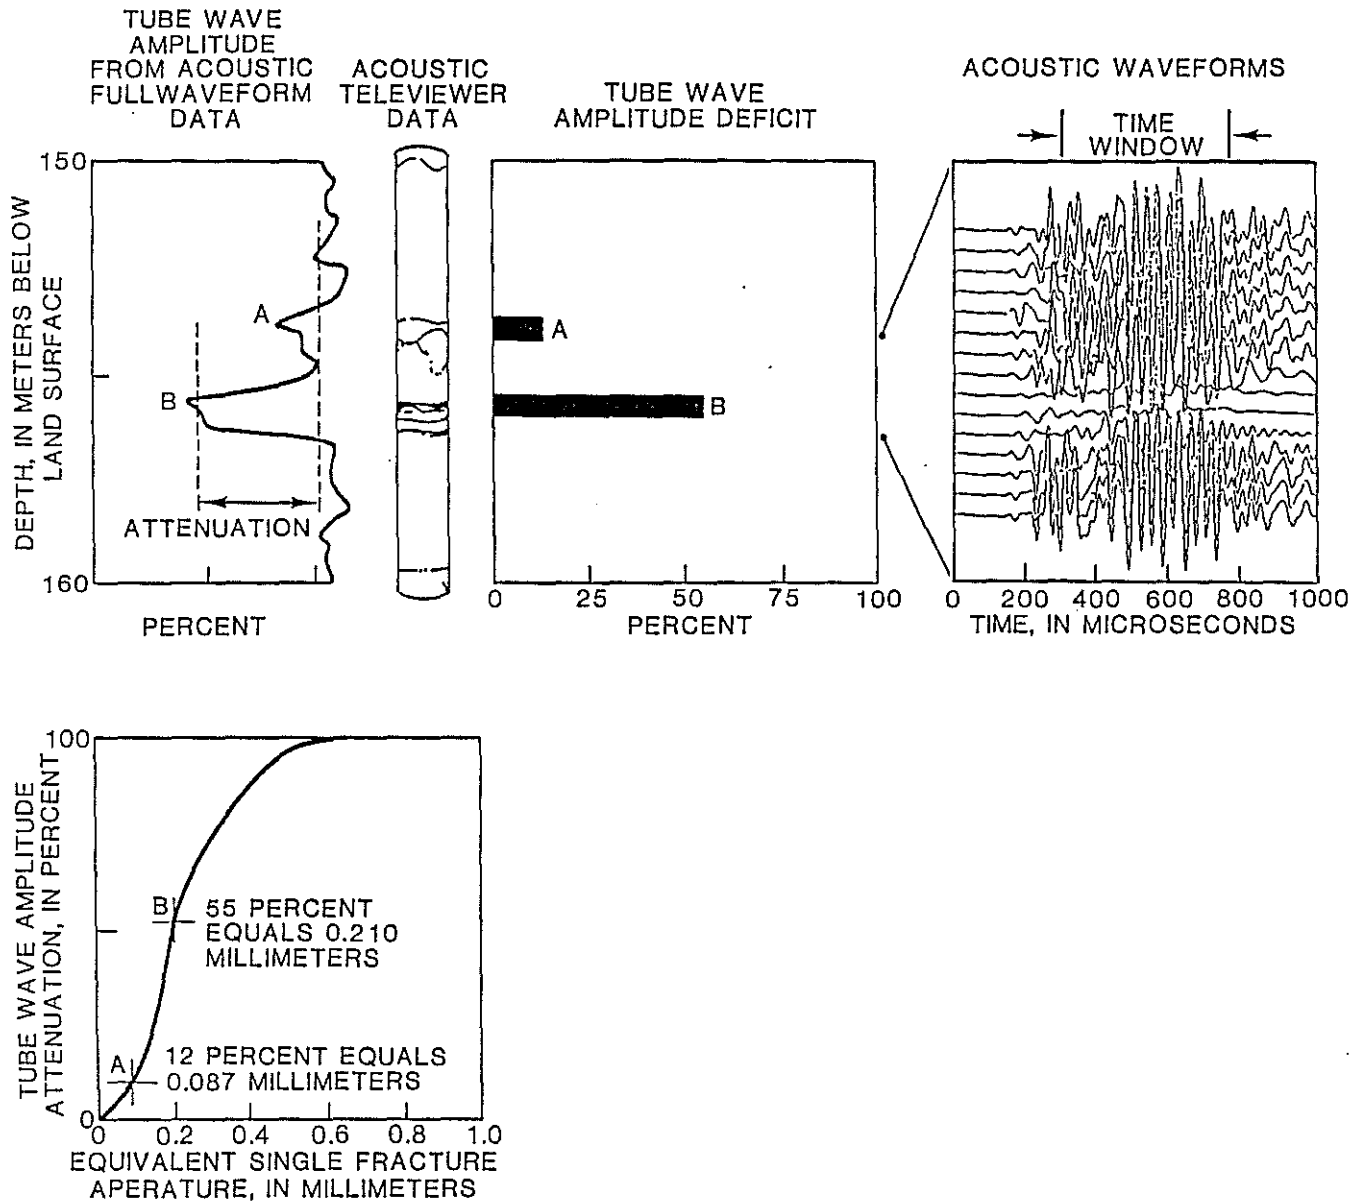 TUBE WAVE
AMPLITUDE
FROM ACOUSTIC
FULLWAVEFORM
DATA
ACOUSTIC
TELEVIEWER
DATA
TUBE WAVE
AMPLITUDE DEFICIT
ACOUSTIC WAVEFORMS
TIME
WINDOW
DEPTH, IN METERS BELOW
LAND SURFACE
150
160
A
B
ATTENUATION
PERCENT
A
B
0 25 50 75 100
PERCENT
0 200 400 600 800 1000
TIME, IN MICROSECONDS
TUBE WAVE AMPLITUDE
ATTENUATION, IN PERCENT
100
0
B
55 PERCENT
EQUALS 0.210
MILLIMETERS
A
12 PERCENT EQUALS
0.087 MILLIMETERS
0 0.2 0.4 0.6 0.8 1.0
EQUIVALENT SINGLE FRACTURE
APERATURE, IN MILLIMETERS